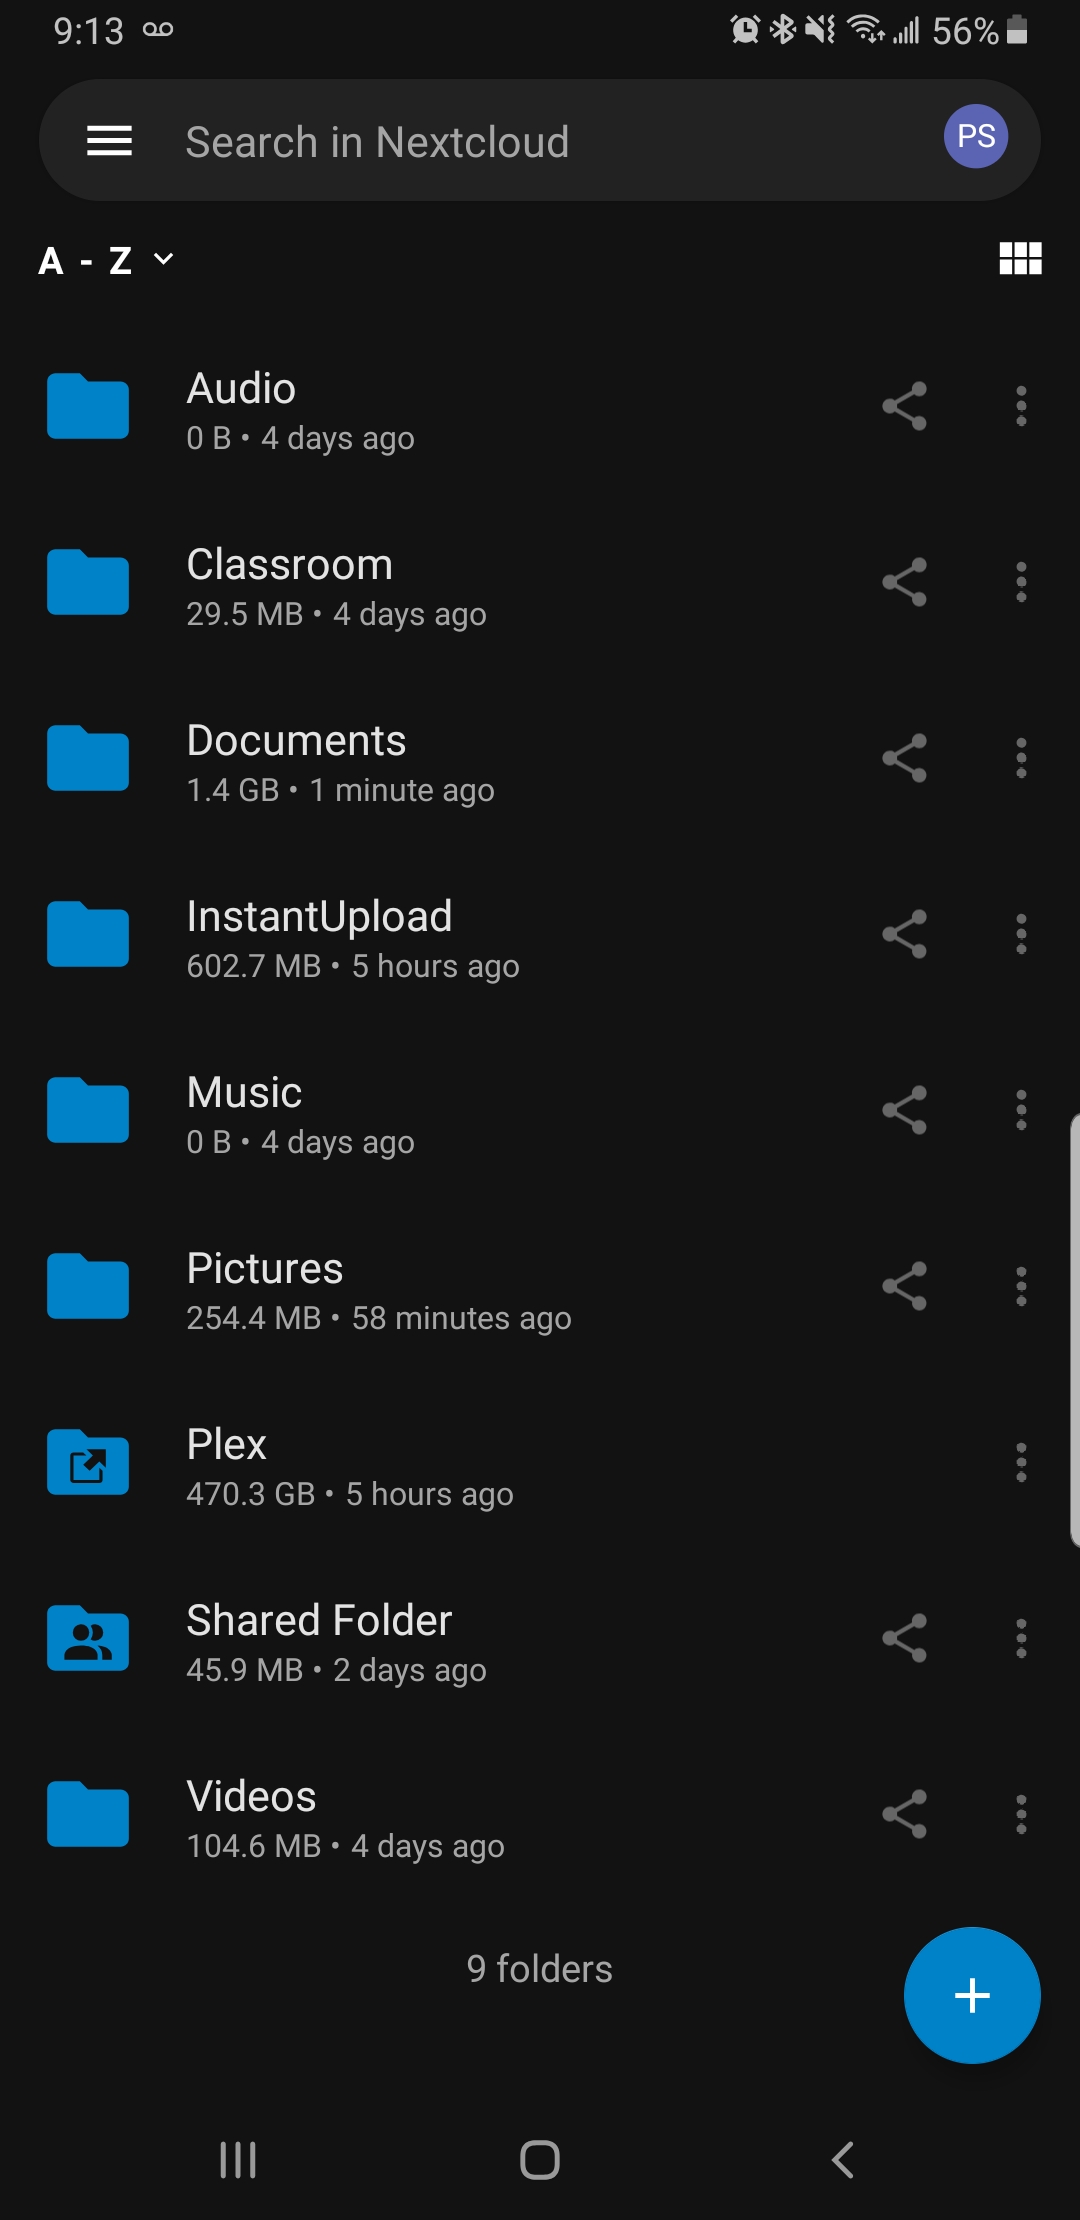 9:13 56%
Search in Nextcloud PS
A - Z
Audio
0 B • 4 days ago
Classroom
29.5 MB • 4 days ago
Documents
1.4 GB • 1 minute ago
InstantUpload
602.7 MB • 5 hours ago
Music
0 B • 4 days ago
Pictures
254.4 MB • 58 minutes ago
Plex
470.3 GB • 5 hours ago
Shared Folder
45.9 MB • 2 days ago
Videos
104.6 MB • 4 days ago
9 folders